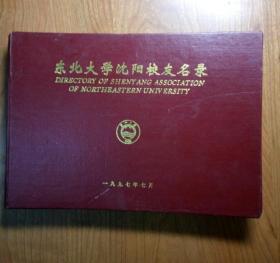 东北大学沈阳校友名录
DIRECTORY OF SHENYANG ASSOCIATION
OF NORTHEASTERN UNIVERSITY
一九九七年七月